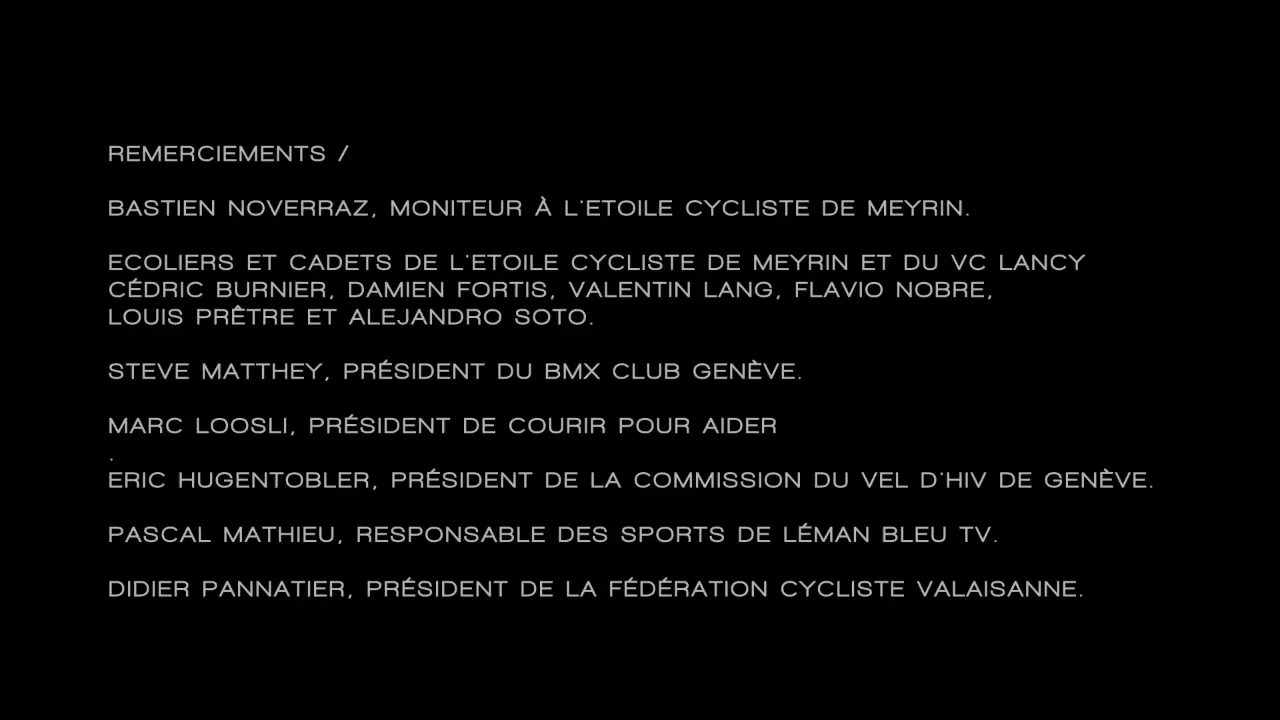 REMERCIEMENTS /
BASTIEN NOVERRAZ, MONITEUR À L'ETOILE CYCLISTE DE MEYRIN.
ECOLIERS ET CADETS DE L'ETOILE CYCLISTE DE MEYRIN ET DU VC LANCY
CÉDRIC BURNIER, DAMIEN FORTIS, VALENTIN LANG, FLAVIO NOBRE,
LOUIS PRÊTRE ET ALEJANDRO SOTO.
STEVE MATTHEY, PRÉSIDENT DU BMX CLUB GENÈVE.
MARC LOOSLI, PRÉSIDENT DE COURIR POUR AIDER
.
ERIC HUGENTOBLER, PRÉSIDENT DE LA COMMISSION DU VEL D'HIV DE GENÈVE.
PASCAL MATHIEU, RESPONSABLE DES SPORTS DE LÉMAN BLEU TV.
DIDIER PANNATIER, PRÉSIDENT DE LA FÉDÉRATION CYCLISTE VALAISANNE.